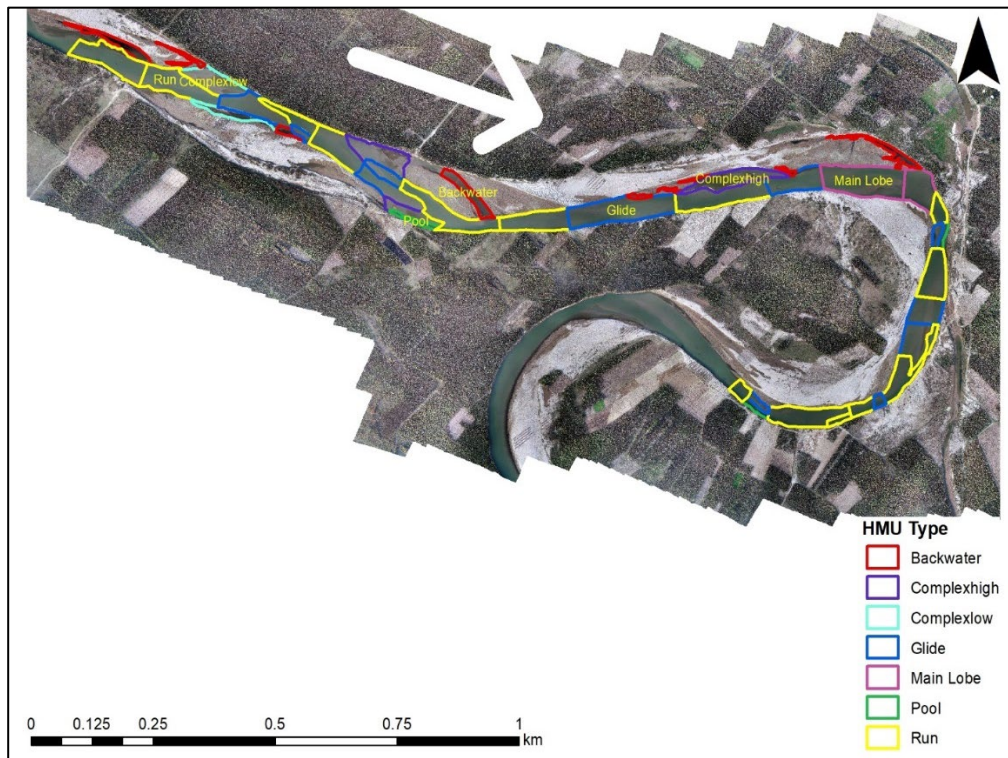 Run
Complexlow
Backwater
Pool
Glide
Complexhigh
Main Lobe
HMU Type
Backwater
Complexhigh
Complexlow
Glide
Main Lobe
Pool
Run
0 0.125 0.25 0.5 0.75 1
km